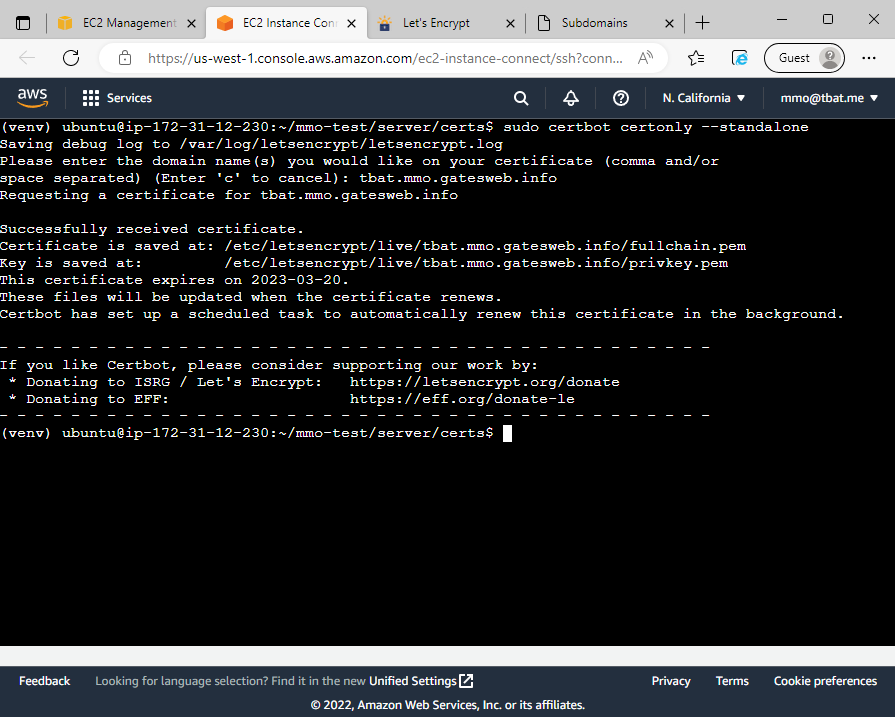 EC2 Management
EC2 Instance Con
Let's Encrypt
Subdomains
https://us-west-1.console.aws.amazon.com/ec2-instance-connect/ssh?conn...
Guest
aws
Services
N. California
mmo@tbat.me
(venv) ubuntu@ip-172-31-12-230:~/mmo-test/server/certs$ sudo certbot certonly --standalone
Saving debug log to /var/log/letsencrypt/letsencrypt.log
Please enter the domain name(s) you would like on your certificate (comma and/or
space separated) (Enter 'c' to cancel): tbat.mmo.gatesweb.info
Requesting a certificate for tbat.mmo.gatesweb.info
Successfully received certificate.
Certificate is saved at: /etc/letsencrypt/live/tbat.mmo.gatesweb.info/fullchain.pem
Key is saved at:         /etc/letsencrypt/live/tbat.mmo.gatesweb.info/privkey.pem
This certificate expires on 2023-03-20.
These files will be updated when the certificate renews.
Certbot has set up a scheduled task to automatically renew this certificate in the background.
- - - - - - - - - - - - - - - - - - - - - - - - - - - - - - - - - - - - - - - -
If you like Certbot, please consider supporting our work by:
 * Donating to ISRG / Let's Encrypt:   https://letsencrypt.org/donate
 * Donating to EFF:                    https://eff.org/donate-le
- - - - - - - - - - - - - - - - - - - - - - - - - - - - - - - - - - - - - - - -
(venv) ubuntu@ip-172-31-12-230:~/mmo-test/server/certs$
Feedback Looking for language selection? Find it in the new Unified Settings Privacy Terms Cookie preferences
© 2022, Amazon Web Services, Inc. or its affiliates.